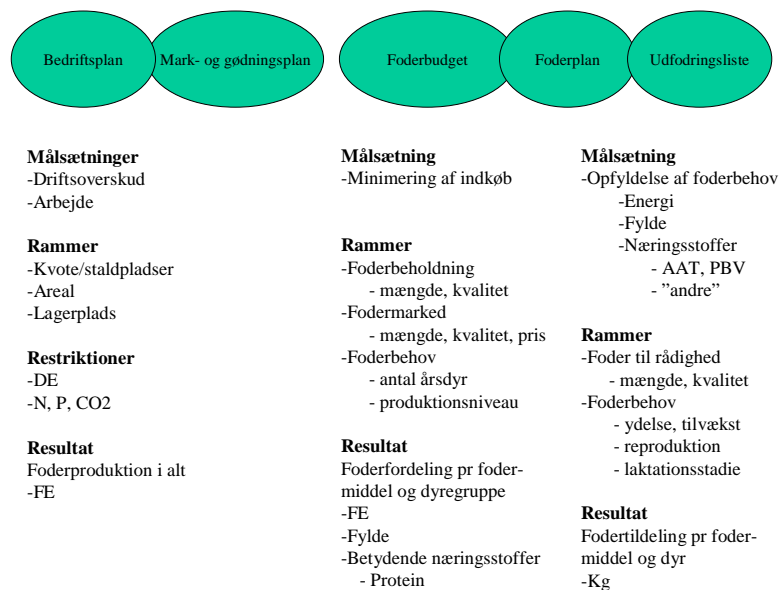 Bedriftsplan
Mark- og gødningsplan
Foderbudget
Foderplan
Udfodringsliste
Målsætninger
-Driftsoverskud
-Arbejde
Rammer
-Kvote/staldpladser
-Areal
-Lagerplads
Restriktioner
-DE
-N, P, CO2
Resultat
Foderproduktion i alt
-FE
Målsætning
-Minimering af indkøb
Rammer
-Foderbeholdning
- mængde, kvalitet
-Fodermarked
- mængde, kvalitet, pris
-Foderbehov
- antal årsdyr
- produktionsniveau
Resultat
Foderfordeling pr foder-
middel og dyregruppe
-FE
-Fylde
-Betydende næringsstoffer
- Protein
Målsætning
-Opfyldelse af foderbehov
-Energi
-Fylde
-Næringsstoffer
- AAT, PBV
- ”andre”
Rammer
-Foder til rådighed
- mængde, kvalitet
-Foderbehov
- ydelse, tilvækst
- reproduktion
- laktationsstadie
Resultat
Fodertildeling pr foder-
middel og dyr
-Kg